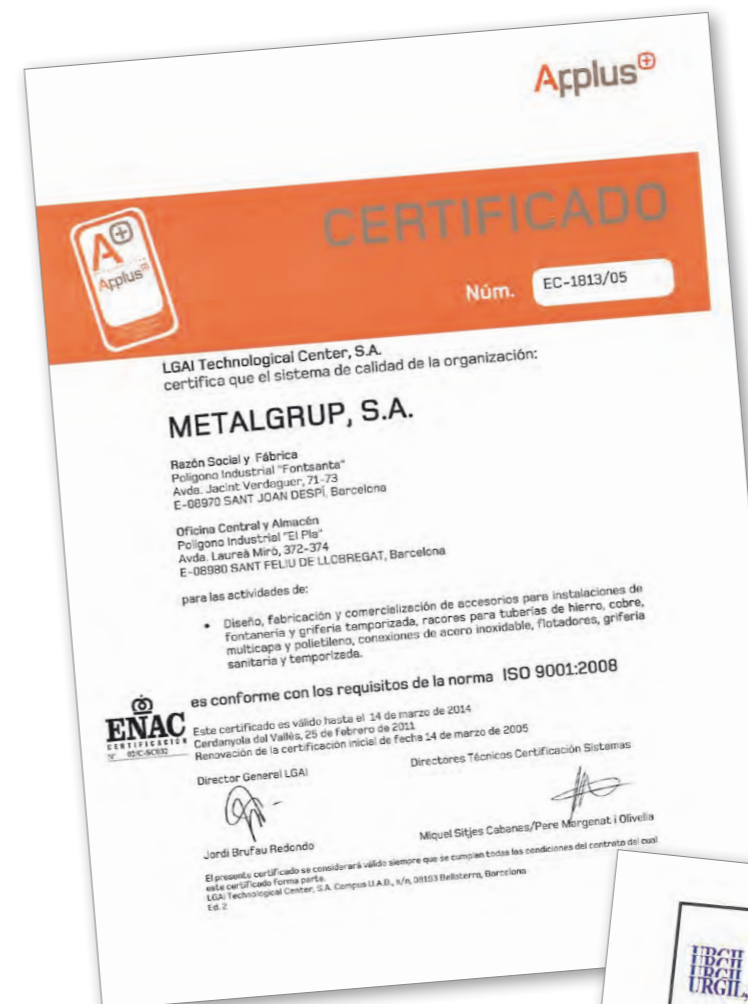 Applus+
CERTIFICADO
A+
Applus+
Núm. EC-1813/05
LGAI Technological Center, S.A.
certifica que el sistema de calidad de la organización:
METALGRUP, S.A.
Razón Social y Fábrica
Polígono Industrial "Fontsanta"
Avda. Jacint Verdaguer, 71-73
E-08970 SANT JOAN DESPÍ, Barcelona
Oficina Central y Almacén
Polígono Industrial "El Pla"
Avda. Laureà Miró, 372-374
E-08980 SANT FELIU DE LLOBREGAT, Barcelona
para las actividades de:
• Diseño, fabricación y comercialización de accesorios para instalaciones de
fontanería y grifería temporizada, racores para tuberías de hierro, cobre,
multicapa y polietileno, conexiones de acero inoxidable, flotadores, grifería
sanitaria y temporizada.
es conforme con los requisitos de la norma ISO 9001:2008
ENAC
CERTIFICACIÓN
Nº 02/C-SC032
Este certificado es válido hasta el 14 de marzo de 2014
Cerdanyola del Vallès, 25 de febrero de 2011
Renovación de la certificación inicial de fecha 14 de marzo de 2005
Director General LGAI
Directores Técnicos Certificación Sistemas
Jordi Brufau Redondo
Miquel Sitjes Cabanas/Pere Morgenat i Olivella
El presente certificado se considerará válido siempre que se cumplan todas las condiciones del contrato del cual
este certificado forma parte.
LGAI Technological Center, S.A. Campus U.A.B., s/n, 08193 Bellaterra, Barcelona
Ed. 2
URGII
URGII
URGII
URGIL